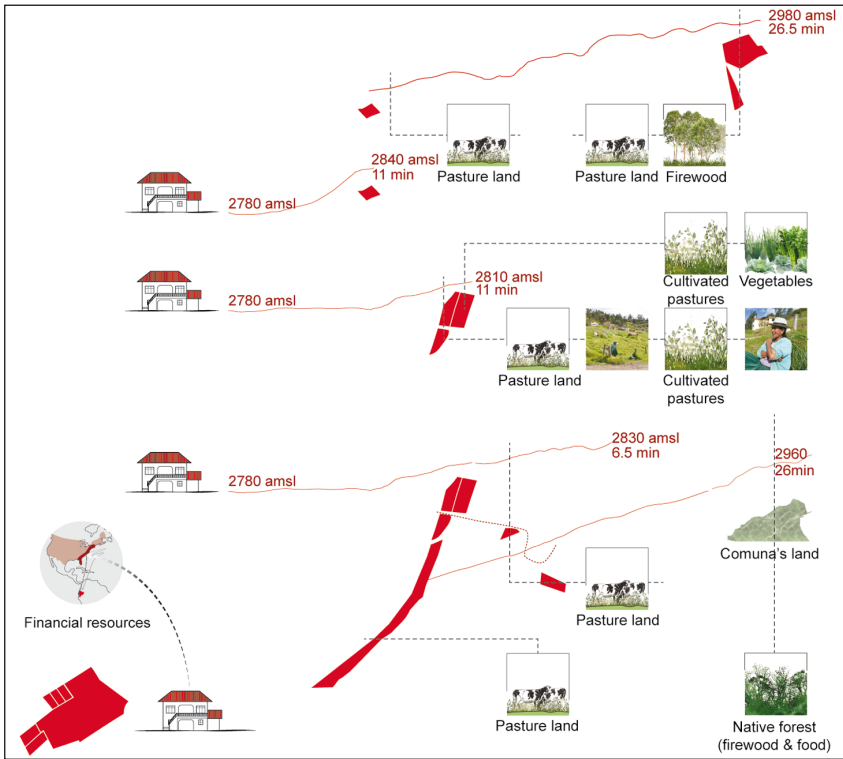 2980 amsl
26.5 min
Pasture land
Pasture land
Firewood
2840 amsl
11 min
2780 amsl
2810 amsl
11 min
2780 amsl
Cultivated
pastures
Vegetables
Pasture land
Cultivated
pastures
2830 amsl
6.5 min
2960
26min
2780 amsl
Comuna's land
Pasture land
Financial resources
Pasture land
Native forest
(firewood & food)